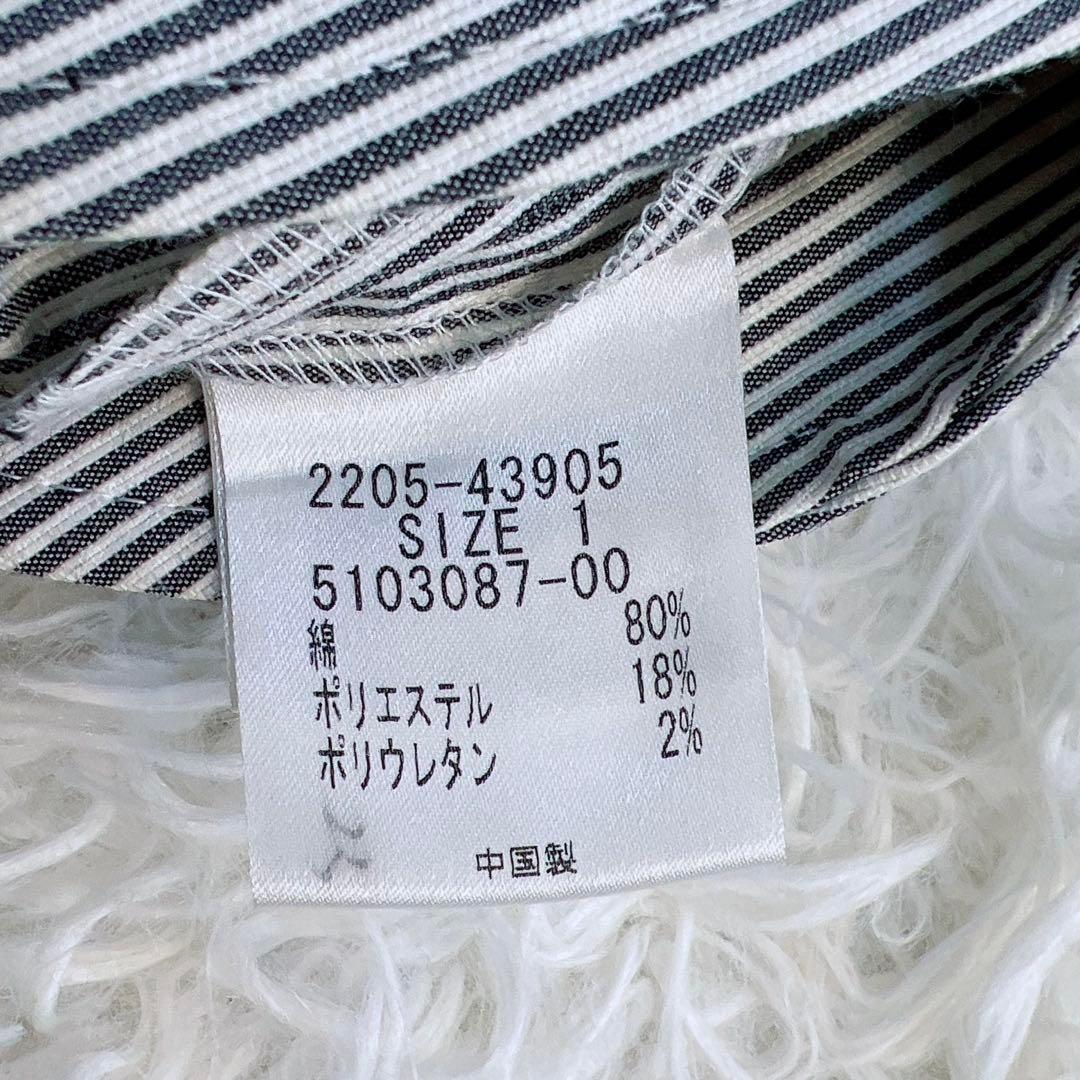 2205-43905
SIZE 1
5103087-00
綿 80%
ポリエステル 18%
ポリウレタン 2%
中国製